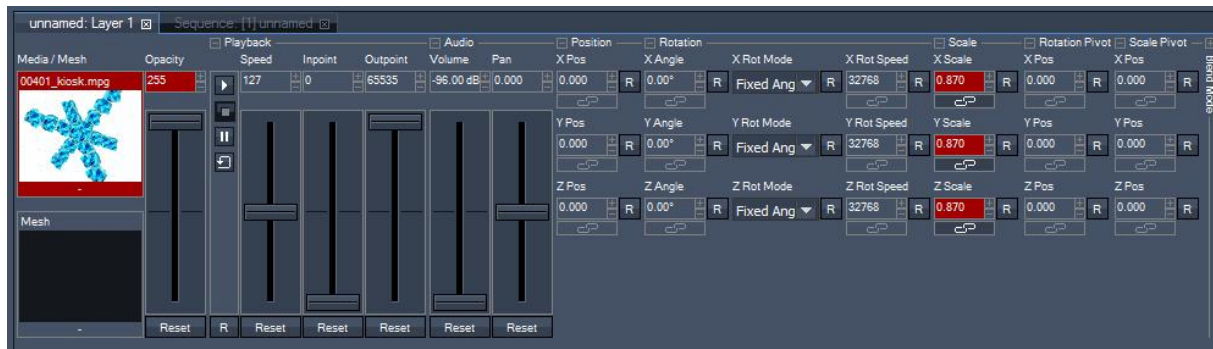 unnamed: Layer 1
Sequence: [1] unnamed
Playback Audio Position Rotation Scale Rotation Pivot Scale Pivot
Media / Mesh Opacity Speed Inpoint Outpoint Volume Pan X Pos X Angle X Rot Mode X Rot Speed X Scale X Pos X Pos
00401_kiosk.mpg 255 127 0 65535 -96.00 dB 0.000 0.000 R 0.00° R Fixed Ang R 32768 R 0.870 R 0.000 R 0.000 R
Blend Mode
Y Pos Y Angle Y Rot Mode Y Rot Speed Y Scale Y Pos Y Pos
0.000 R 0.00° R Fixed Ang R 32768 R 0.870 R 0.000 R 0.000 R
-
Z Pos Z Angle Z Rot Mode Z Rot Speed Z Scale Z Pos Z Pos
Mesh 0.000 R 0.00° R Fixed Ang R 32768 R 0.870 R 0.000 R 0.000 R
- Reset R Reset Reset Reset Reset Reset